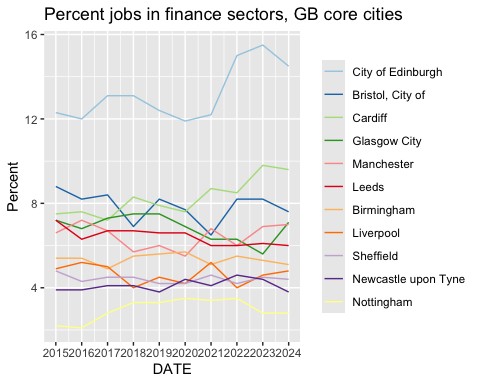 Percent jobs in finance sectors, GB core cities
16
12
8
4
Percent
2015 2016 2017 2018 2019 2020 2021 2022 2023 2024
DATE
City of Edinburgh
Bristol, City of
Cardiff
Glasgow City
Manchester
Leeds
Birmingham
Liverpool
Sheffield
Newcastle upon Tyne
Nottingham